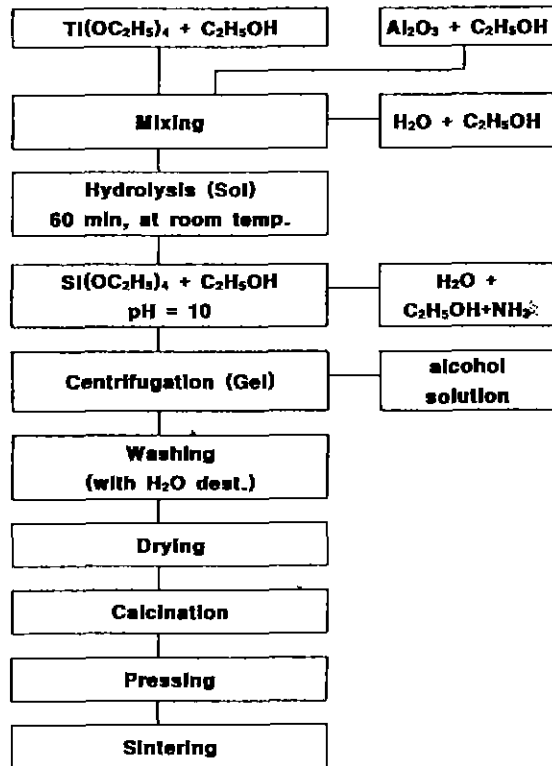 Ti(OC₂H₅)₄ + C₂H₅OH
Al₂O₃ + C₂H₅OH
Mixing
H₂O + C₂H₅OH
Hydrolysis (Sol)
60 min, at room temp.
Si(OC₂H₅)₄ + C₂H₅OH
pH = 10
H₂O +
C₂H₅OH+NH₃
Centrifugation (Gel)
alcohol
solution
Washing
(with H₂O dest.)
Drying
Calcination
Pressing
Sintering